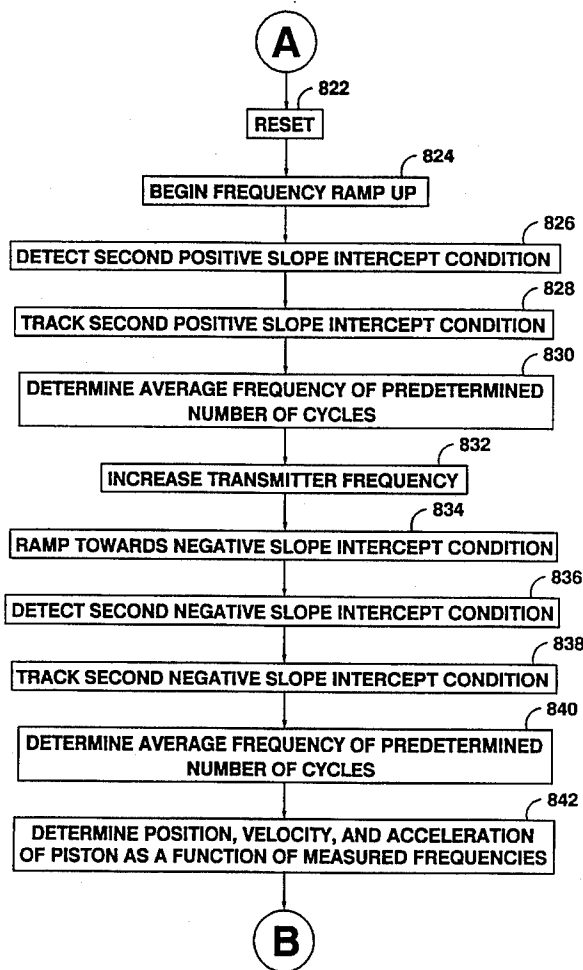 A
822
RESET
824
BEGIN FREQUENCY RAMP UP
826
DETECT SECOND POSITIVE SLOPE INTERCEPT CONDITION
828
TRACK SECOND POSITIVE SLOPE INTERCEPT CONDITION
830
DETERMINE AVERAGE FREQUENCY OF PREDETERMINED
NUMBER OF CYCLES
832
INCREASE TRANSMITTER FREQUENCY
834
RAMP TOWARDS NEGATIVE SLOPE INTERCEPT CONDITION
836
DETECT SECOND NEGATIVE SLOPE INTERCEPT CONDITION
838
TRACK SECOND NEGATIVE SLOPE INTERCEPT CONDITION
840
DETERMINE AVERAGE FREQUENCY OF PREDETERMINED
NUMBER OF CYCLES
842
DETERMINE POSITION, VELOCITY, AND ACCELERATION
OF PISTON AS A FUNCTION OF MEASURED FREQUENCIES
B